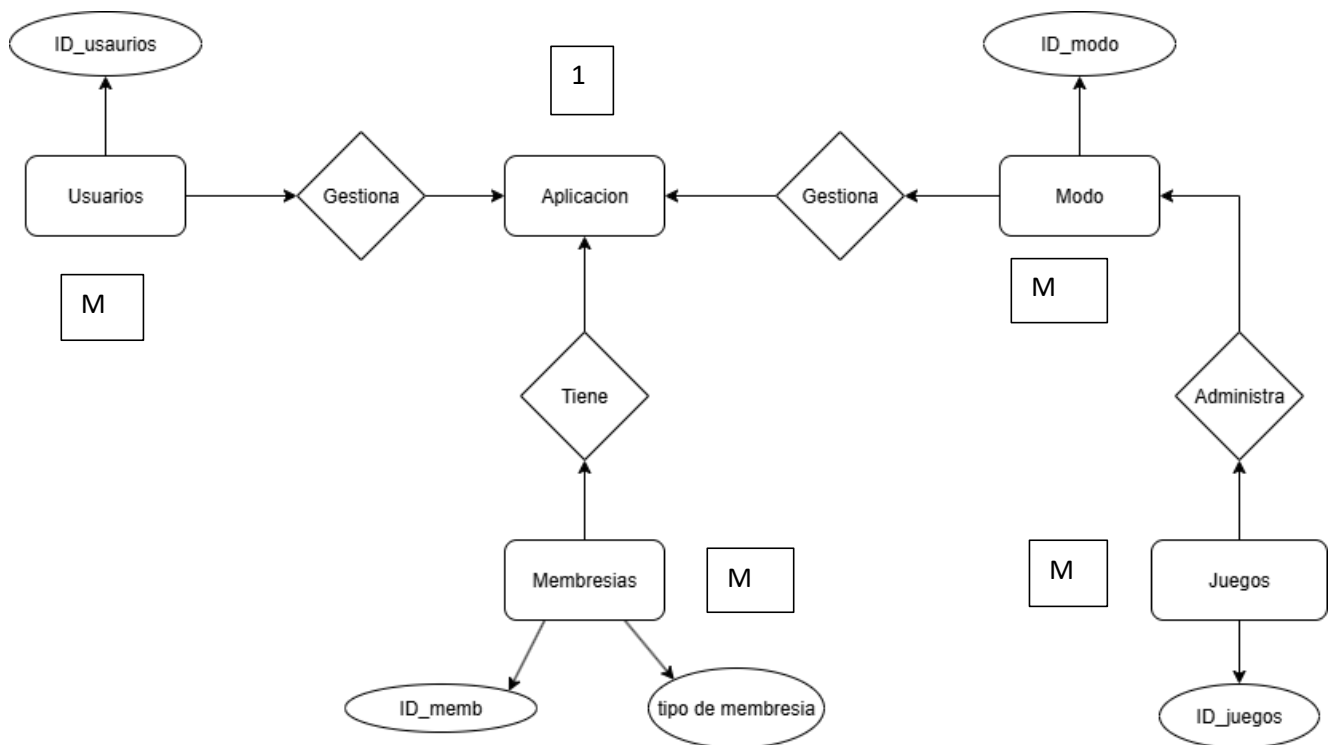 ID_usaurios
1
ID_modo
Usuarios
Gestiona
Aplicacion
Gestiona
Modo
M
M
Tiene
Administra
Membresias
M
M
Juegos
ID_memb
tipo de membresia
ID_juegos